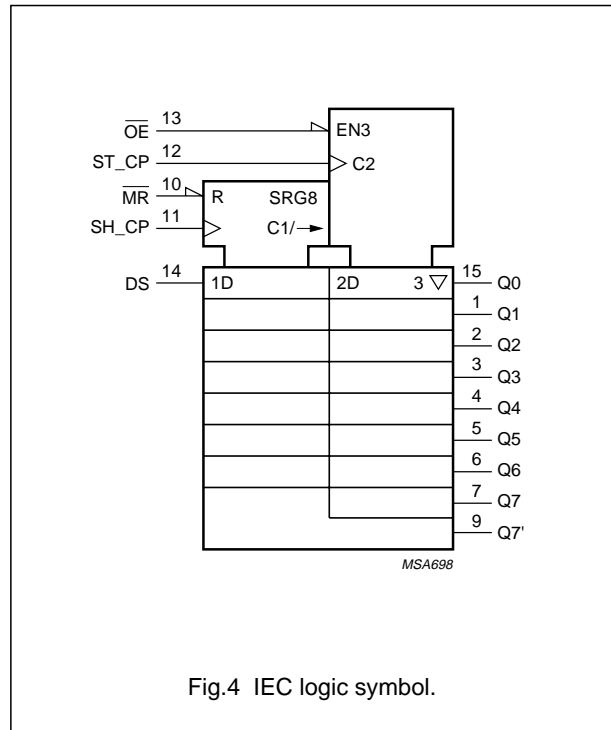 OE 13 EN3
ST_CP 12 C2
MR 10 R SRG8
SH_CP 11 C1/
DS 14 1D 2D 3 15 Q0
1 Q1
2 Q2
3 Q3
4 Q4
5 Q5
6 Q6
7 Q7
9 Q7'
MSA698
Fig.4 IEC logic symbol.